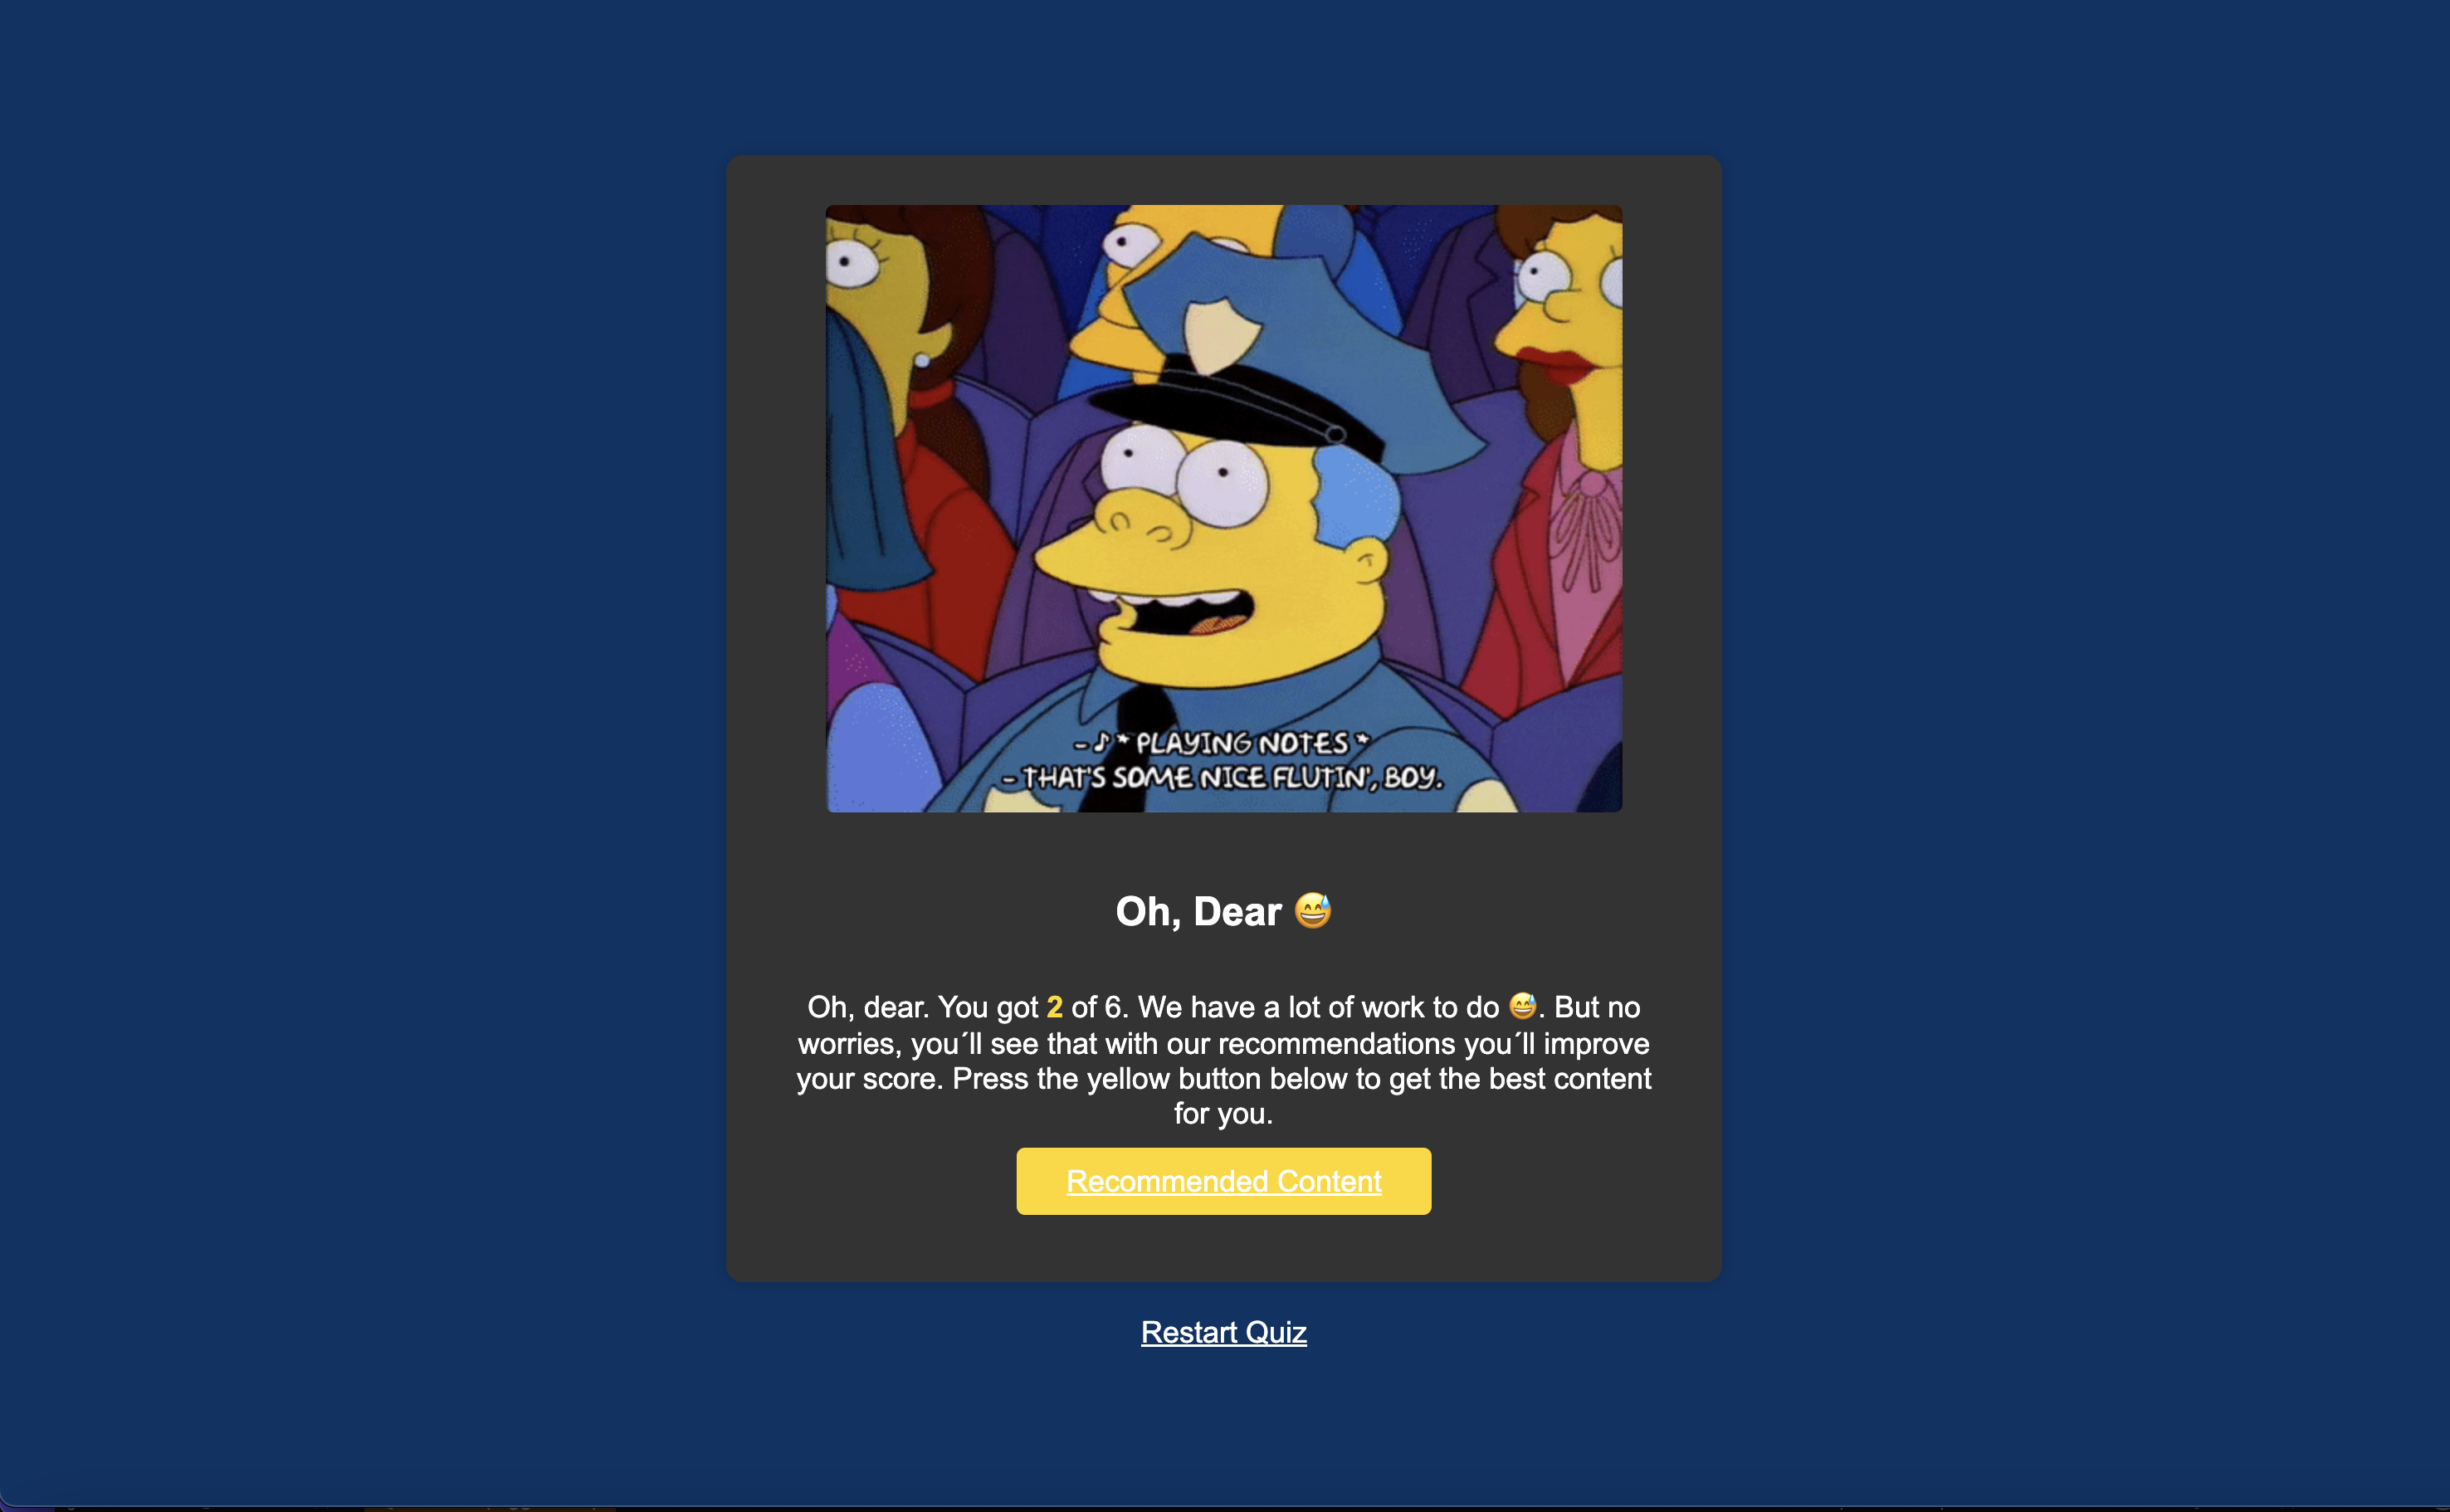 - ♪ * PLAYING NOTES *
- THAT'S SOME NICE FLUTIN', BOY.
Oh, Dear 😅
Oh, dear. You got 2 of 6. We have a lot of work to do 😅. But no
worries, you´ll see that with our recommendations you´ll improve
your score. Press the yellow button below to get the best content
for you.
Recommended Content
Restart Quiz